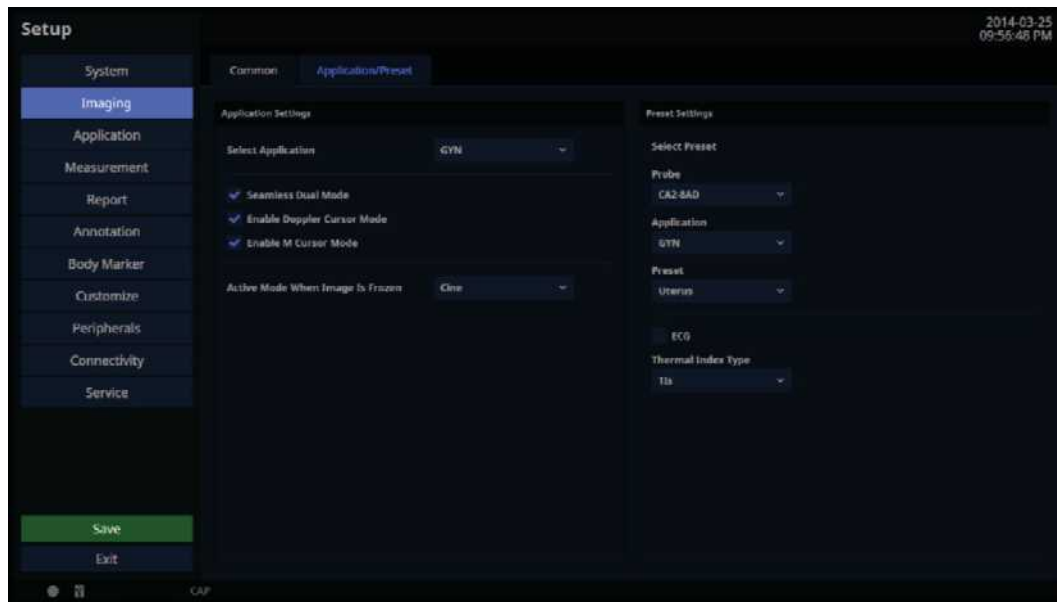 Setup
2014-03-25
09:56:48 PM
System
Imaging
Application
Measurement
Report
Annotation
Body Marker
Customize
Peripherals
Connectivity
Service
Save
Exit
Common
Application/Preset
Application Settings
Select Application
GYN
Seamless Dual Mode
Enable Doppler Cursor Mode
Enable M Cursor Mode
Active Mode When Image Is Frozen
Cine
Preset Settings
Select Preset
Probe
CA2-8AD
Application
GYN
Preset
Uterus
ECG
Thermal Index Type
TIs
CAP